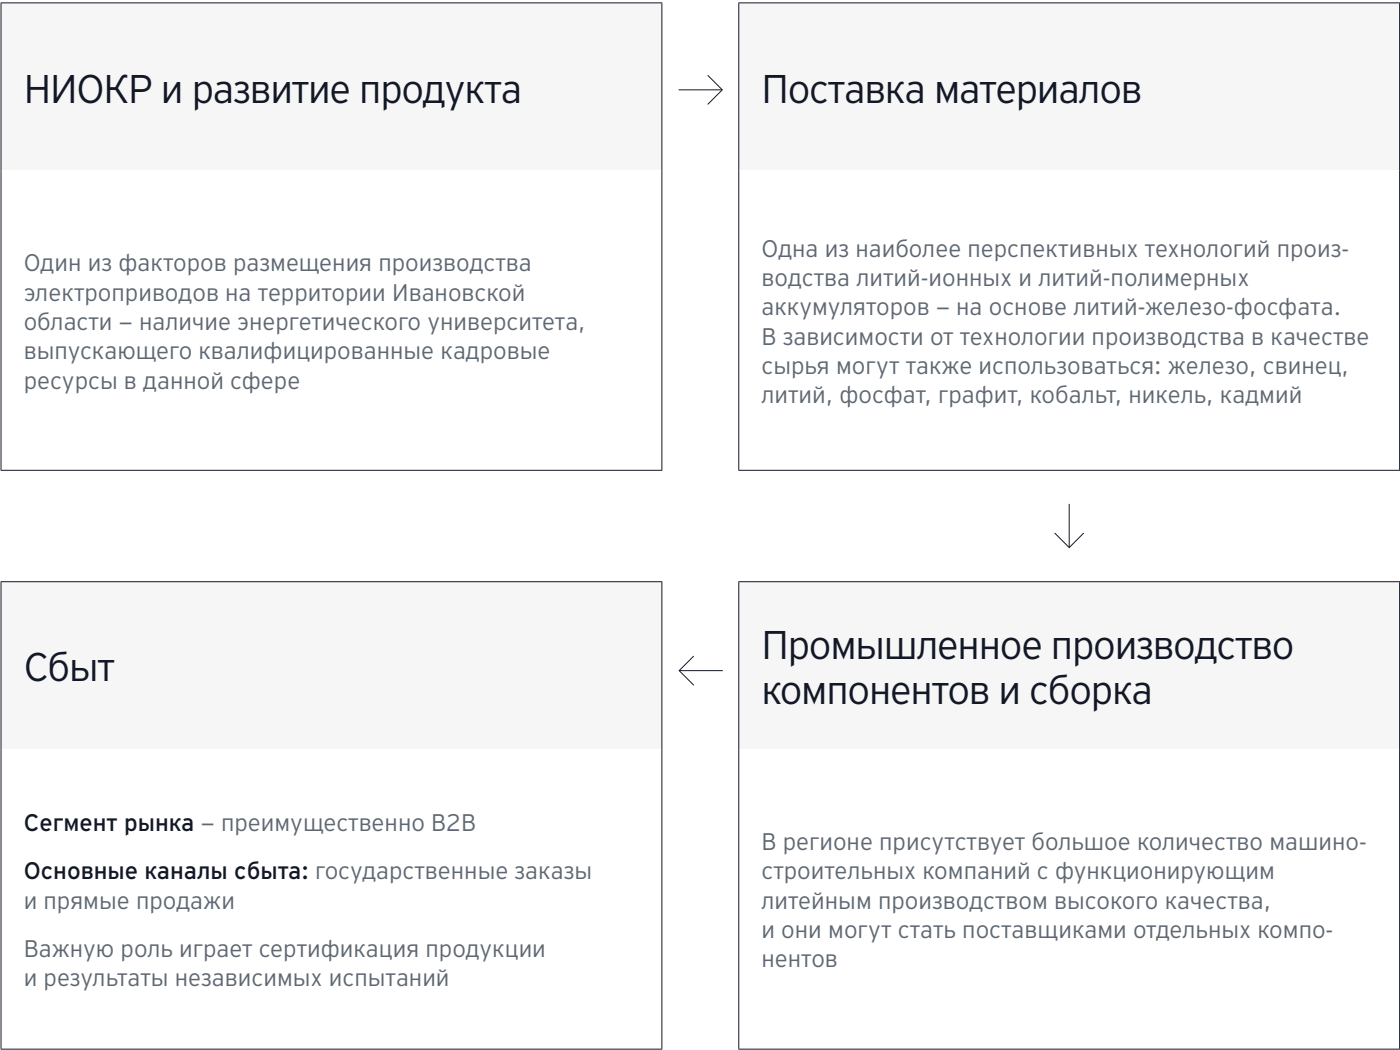 НИОКР и развитие продукта
Один из факторов размещения производства
электроприводов на территории Ивановской
области – наличие энергетического университета,
выпускающего квалифицированные кадровые
ресурсы в данной сфере
Поставка материалов
Одна из наиболее перспективных технологий произ-
водства литий-ионных и литий-полимерных
аккумуляторов – на основе литий-железо-фосфата.
В зависимости от технологии производства в качестве
сырья могут также использоваться: железо, свинец,
литий, фосфат, графит, кобальт, никель, кадмий
Промышленное производство
компонентов и сборка
В регионе присутствует большое количество машино-
строительных компаний с функционирующим
литейным производством высокого качества,
и они могут стать поставщиками отдельных компо-
нентов
Сбыт
Сегмент рынка – преимущественно B2B
Основные каналы сбыта: государственные заказы
и прямые продажи
Важную роль играет сертификация продукции
и результаты независимых испытаний